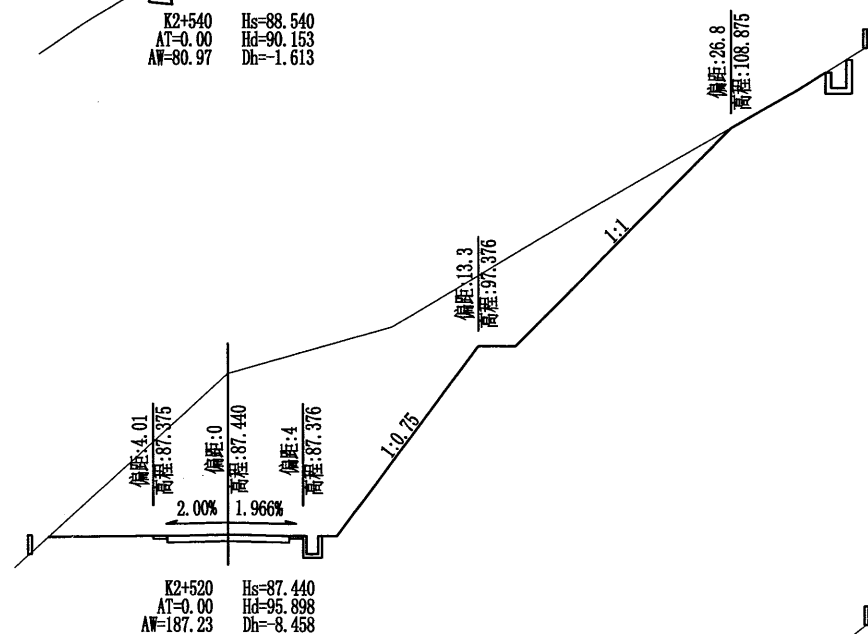 K2+540 Hs=88.540
AT=0.00 Hd=90.153
AW=80.97 Dh=-1.613
偏距:26.8
高程:108.875
1:1
偏距:13.3
高程:97.376
1:0.75
偏距:4.01
高程:87.375
偏距:0
高程:87.440
偏距:4
高程:87.376
2.00% 1.966%
K2+520 Hs=87.440
AT=0.00 Hd=95.898
AW=187.23 Dh=-8.458